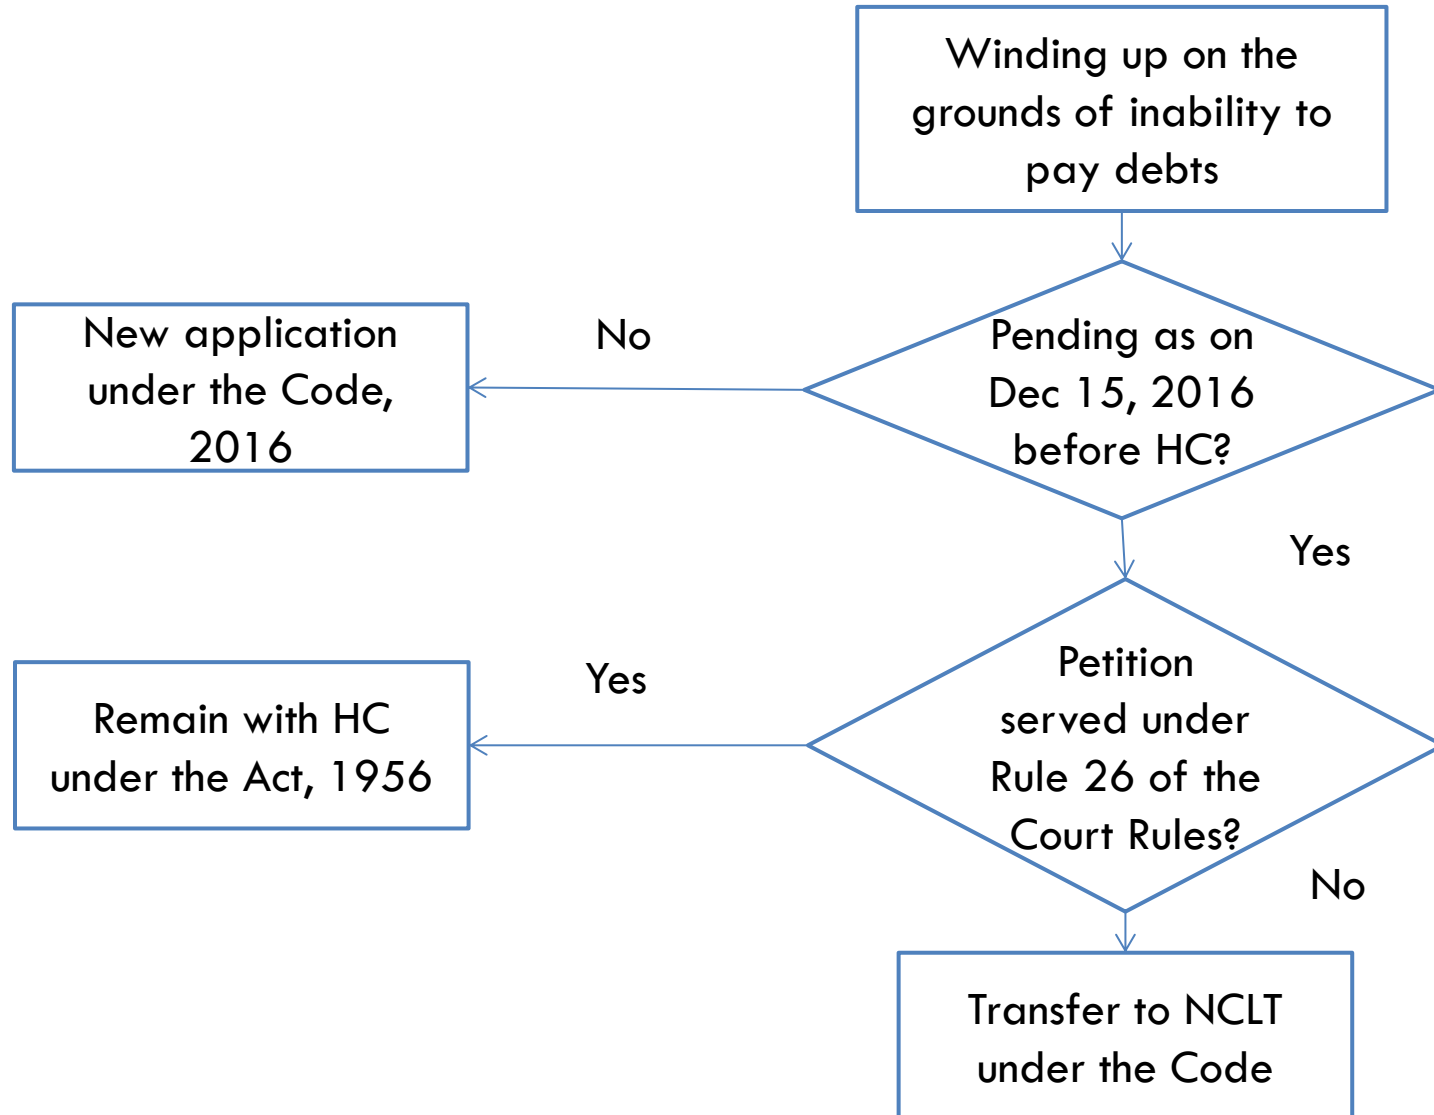 Winding up on the
grounds of inability to
pay debts
Pending as on
Dec 15, 2016
before HC?
No
New application
under the Code,
2016
Yes
Petition
served under
Rule 26 of the
Court Rules?
Yes
Remain with HC
under the Act, 1956
No
Transfer to NCLT
under the Code